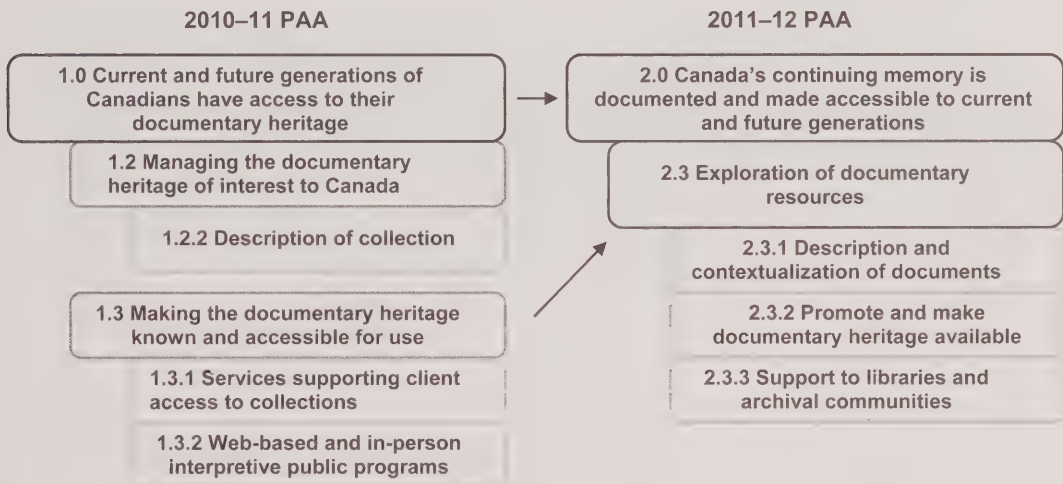 2010–11 PAA
1.0 Current and future generations of
Canadians have access to their
documentary heritage
1.2 Managing the documentary
heritage of interest to Canada
1.2.2 Description of collection
1.3 Making the documentary heritage
known and accessible for use
1.3.1 Services supporting client
access to collections
1.3.2 Web-based and in-person
interpretive public programs
2011–12 PAA
2.0 Canada's continuing memory is
documented and made accessible to current
and future generations
2.3 Exploration of documentary
resources
2.3.1 Description and
contextualization of documents
2.3.2 Promote and make
documentary heritage available
2.3.3 Support to libraries and
archival communities